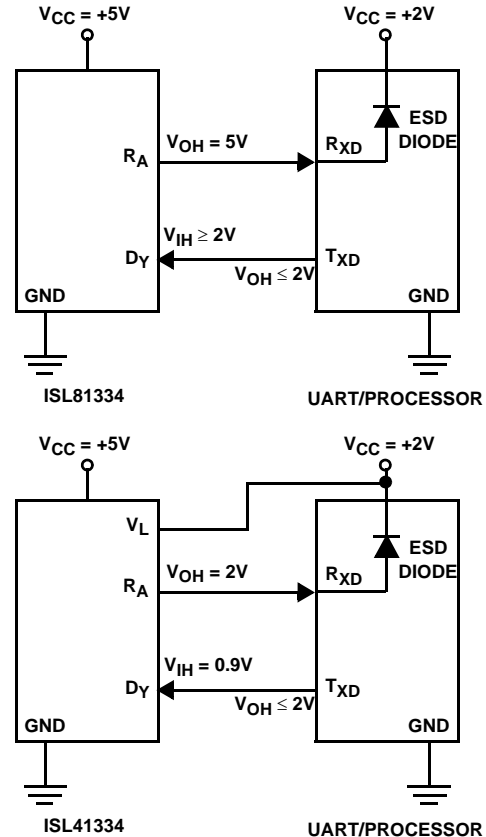 VCC = +5V
VCC = +2V
ESD
DIODE
RA
VOH = 5V
RXD
VIH ≥ 2V
DY
TXD
VOH ≤ 2V
GND
GND
ISL81334
UART/PROCESSOR
VCC = +5V
VCC = +2V
VL
ESD
DIODE
RA
VOH = 2V
RXD
VIH = 0.9V
DY
TXD
VOH ≤ 2V
GND
GND
ISL41334
UART/PROCESSOR